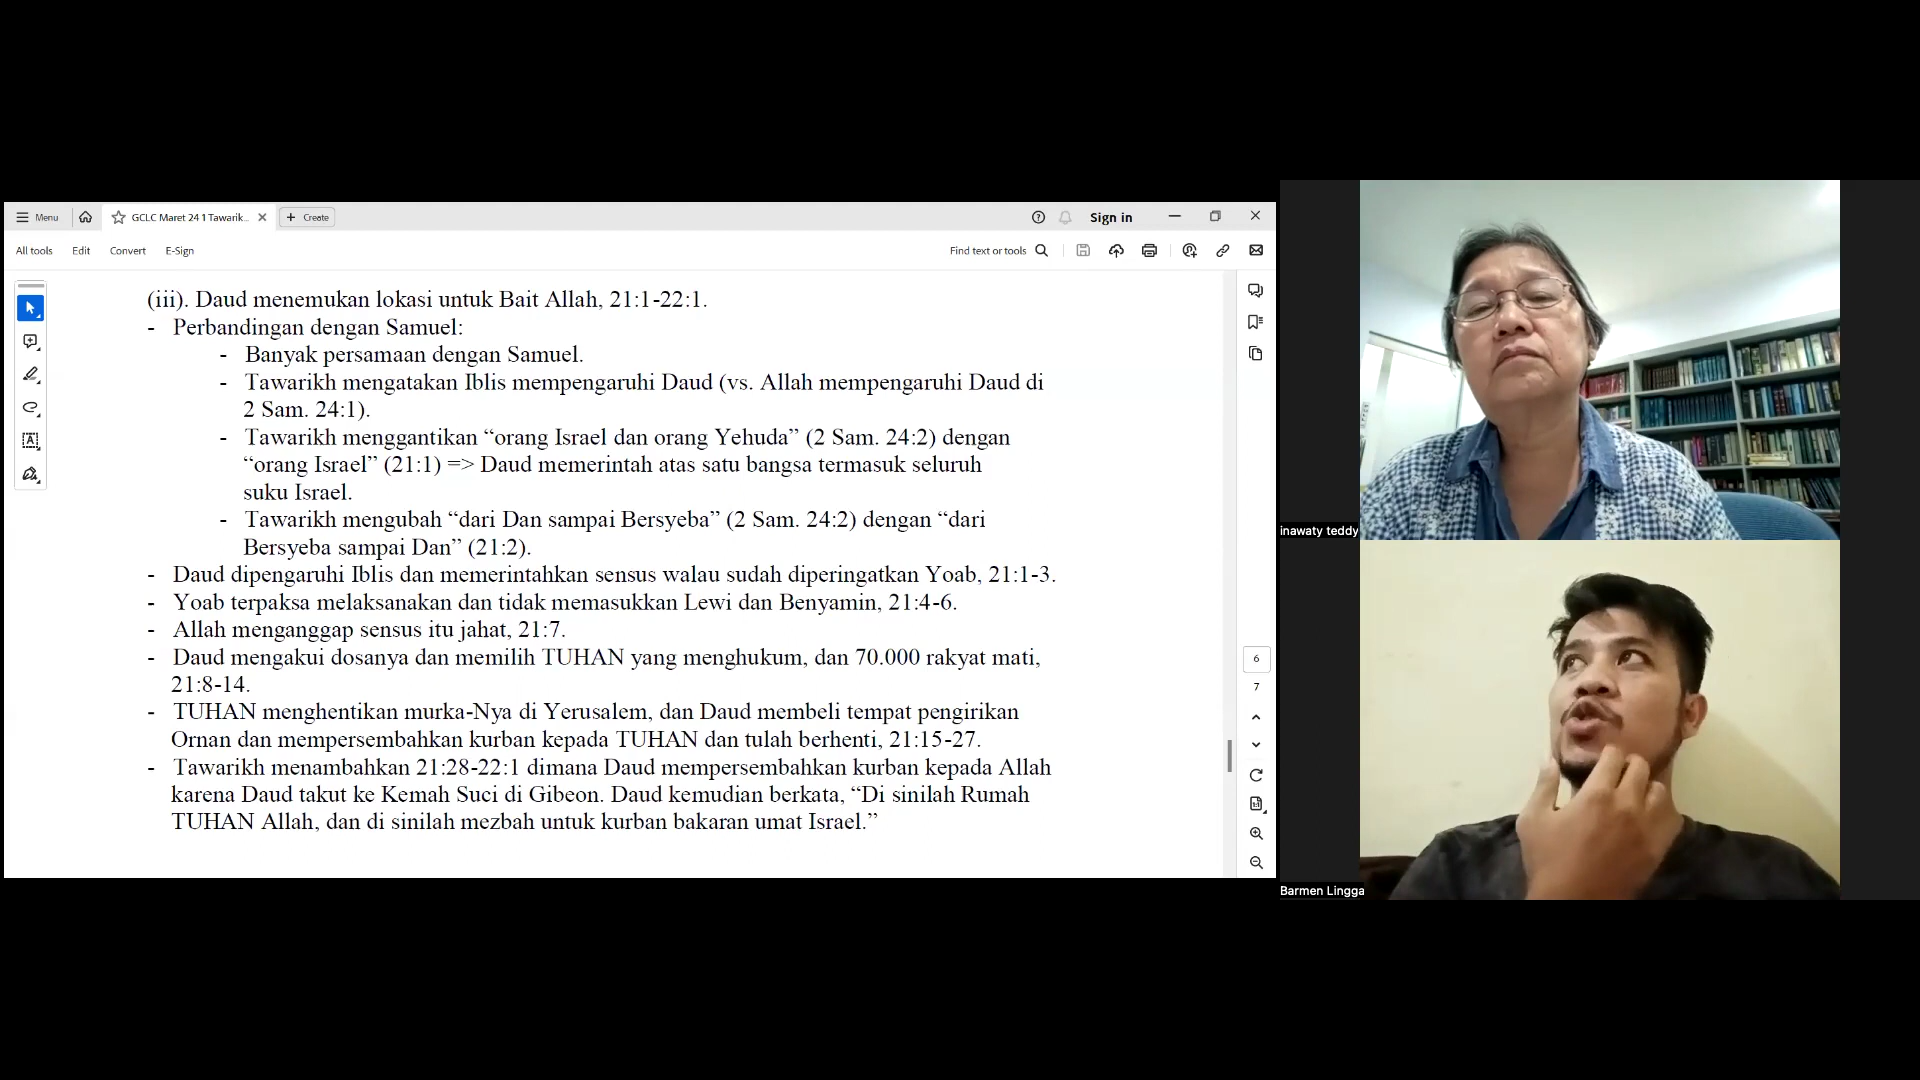 Menu
GCLC Maret 24 1 Tawarik...
Create
Sign in
All tools
Edit
Convert
E-Sign
Find text or tools
(iii). Daud menemukan lokasi untuk Bait Allah, 21:1-22:1.
- Perbandingan dengan Samuel:
- Banyak persamaan dengan Samuel.
- Tawarikh mengatakan Iblis mempengaruhi Daud (vs. Allah mempengaruhi Daud di
2 Sam. 24:1).
- Tawarikh menggantikan “orang Israel dan orang Yehuda” (2 Sam. 24:2) dengan
“orang Israel” (21:1) => Daud memerintah atas satu bangsa termasuk seluruh
suku Israel.
- Tawarikh mengubah “dari Dan sampai Bersyeba” (2 Sam. 24:2) dengan “dari
Bersyeba sampai Dan” (21:2).
- Daud dipengaruhi Iblis dan memerintahkan sensus walau sudah diperingatkan Yoab, 21:1-3.
- Yoab terpaksa melaksanakan dan tidak memasukkan Lewi dan Benyamin, 21:4-6.
- Allah menganggap sensus itu jahat, 21:7.
- Daud mengakui dosanya dan memilih TUHAN yang menghukum, dan 70.000 rakyat mati,
21:8-14.
- TUHAN menghentikan murka-Nya di Yerusalem, dan Daud membeli tempat pengirikan
Ornan dan mempersembahkan kurban kepada TUHAN dan tulah berhenti, 21:15-27.
- Tawarikh menambahkan 21:28-22:1 dimana Daud mempersembahkan kurban kepada Allah
karena Daud takut ke Kemah Suci di Gibeon. Daud kemudian berkata, “Di sinilah Rumah
TUHAN Allah, dan di sinilah mezbah untuk kurban bakaran umat Israel.”
6
7
inawaty teddy
Barmen Lingga